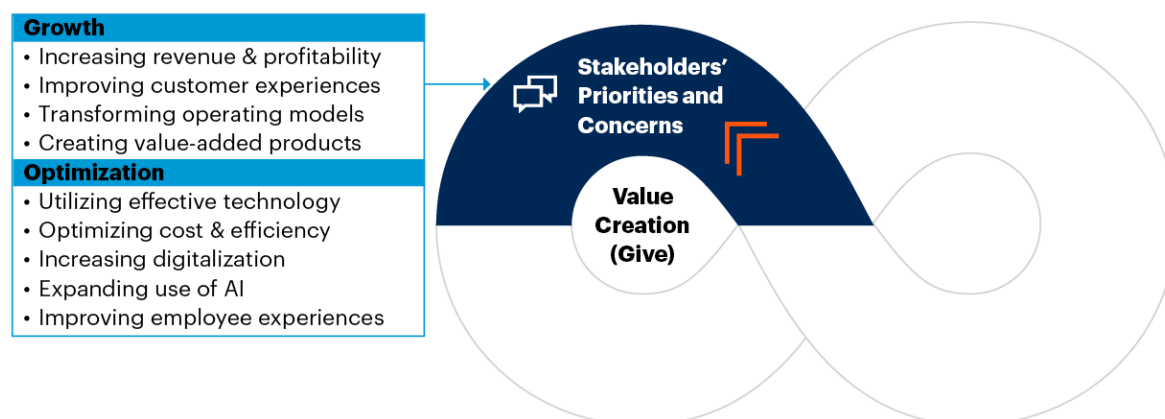 Growth
• Increasing revenue & profitability
• Improving customer experiences
• Transforming operating models
• Creating value-added products
Optimization
• Utilizing effective technology
• Optimizing cost & efficiency
• Increasing digitalization
• Expanding use of AI
• Improving employee experiences
Stakeholders’
Priorities and
Concerns
Value
Creation
(Give)